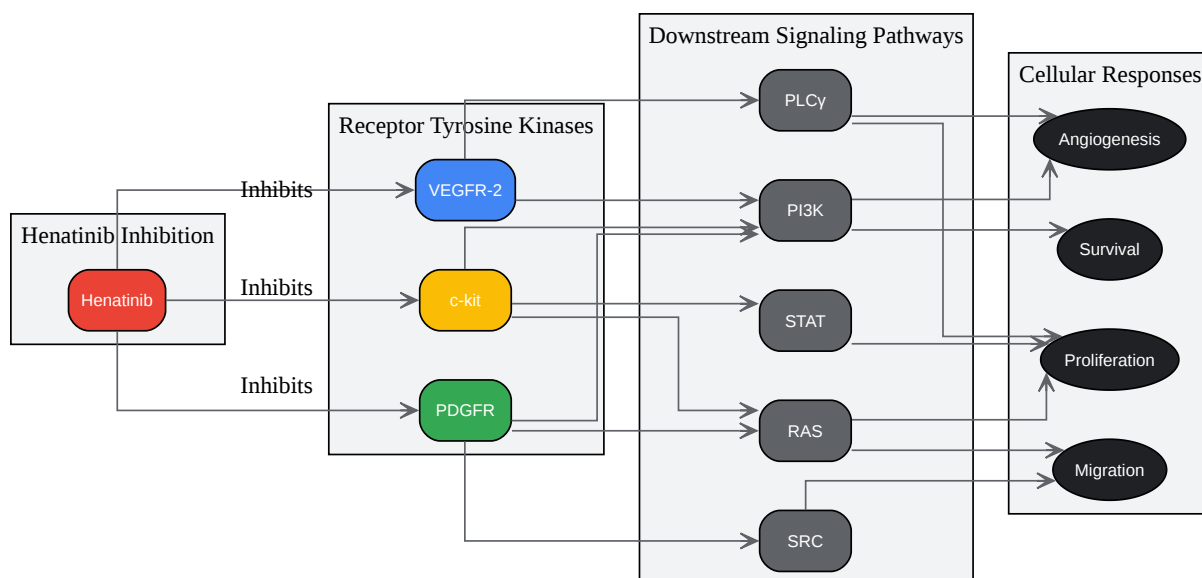 Henatinib Inhibition
Henatinib
Inhibits
Inhibits
Inhibits
Receptor Tyrosine Kinases
VEGFR-2
c-kit
PDGFR
Downstream Signaling Pathways
PLCγ
PI3K
STAT
RAS
SRC
Cellular Responses
Angiogenesis
Survival
Proliferation
Migration